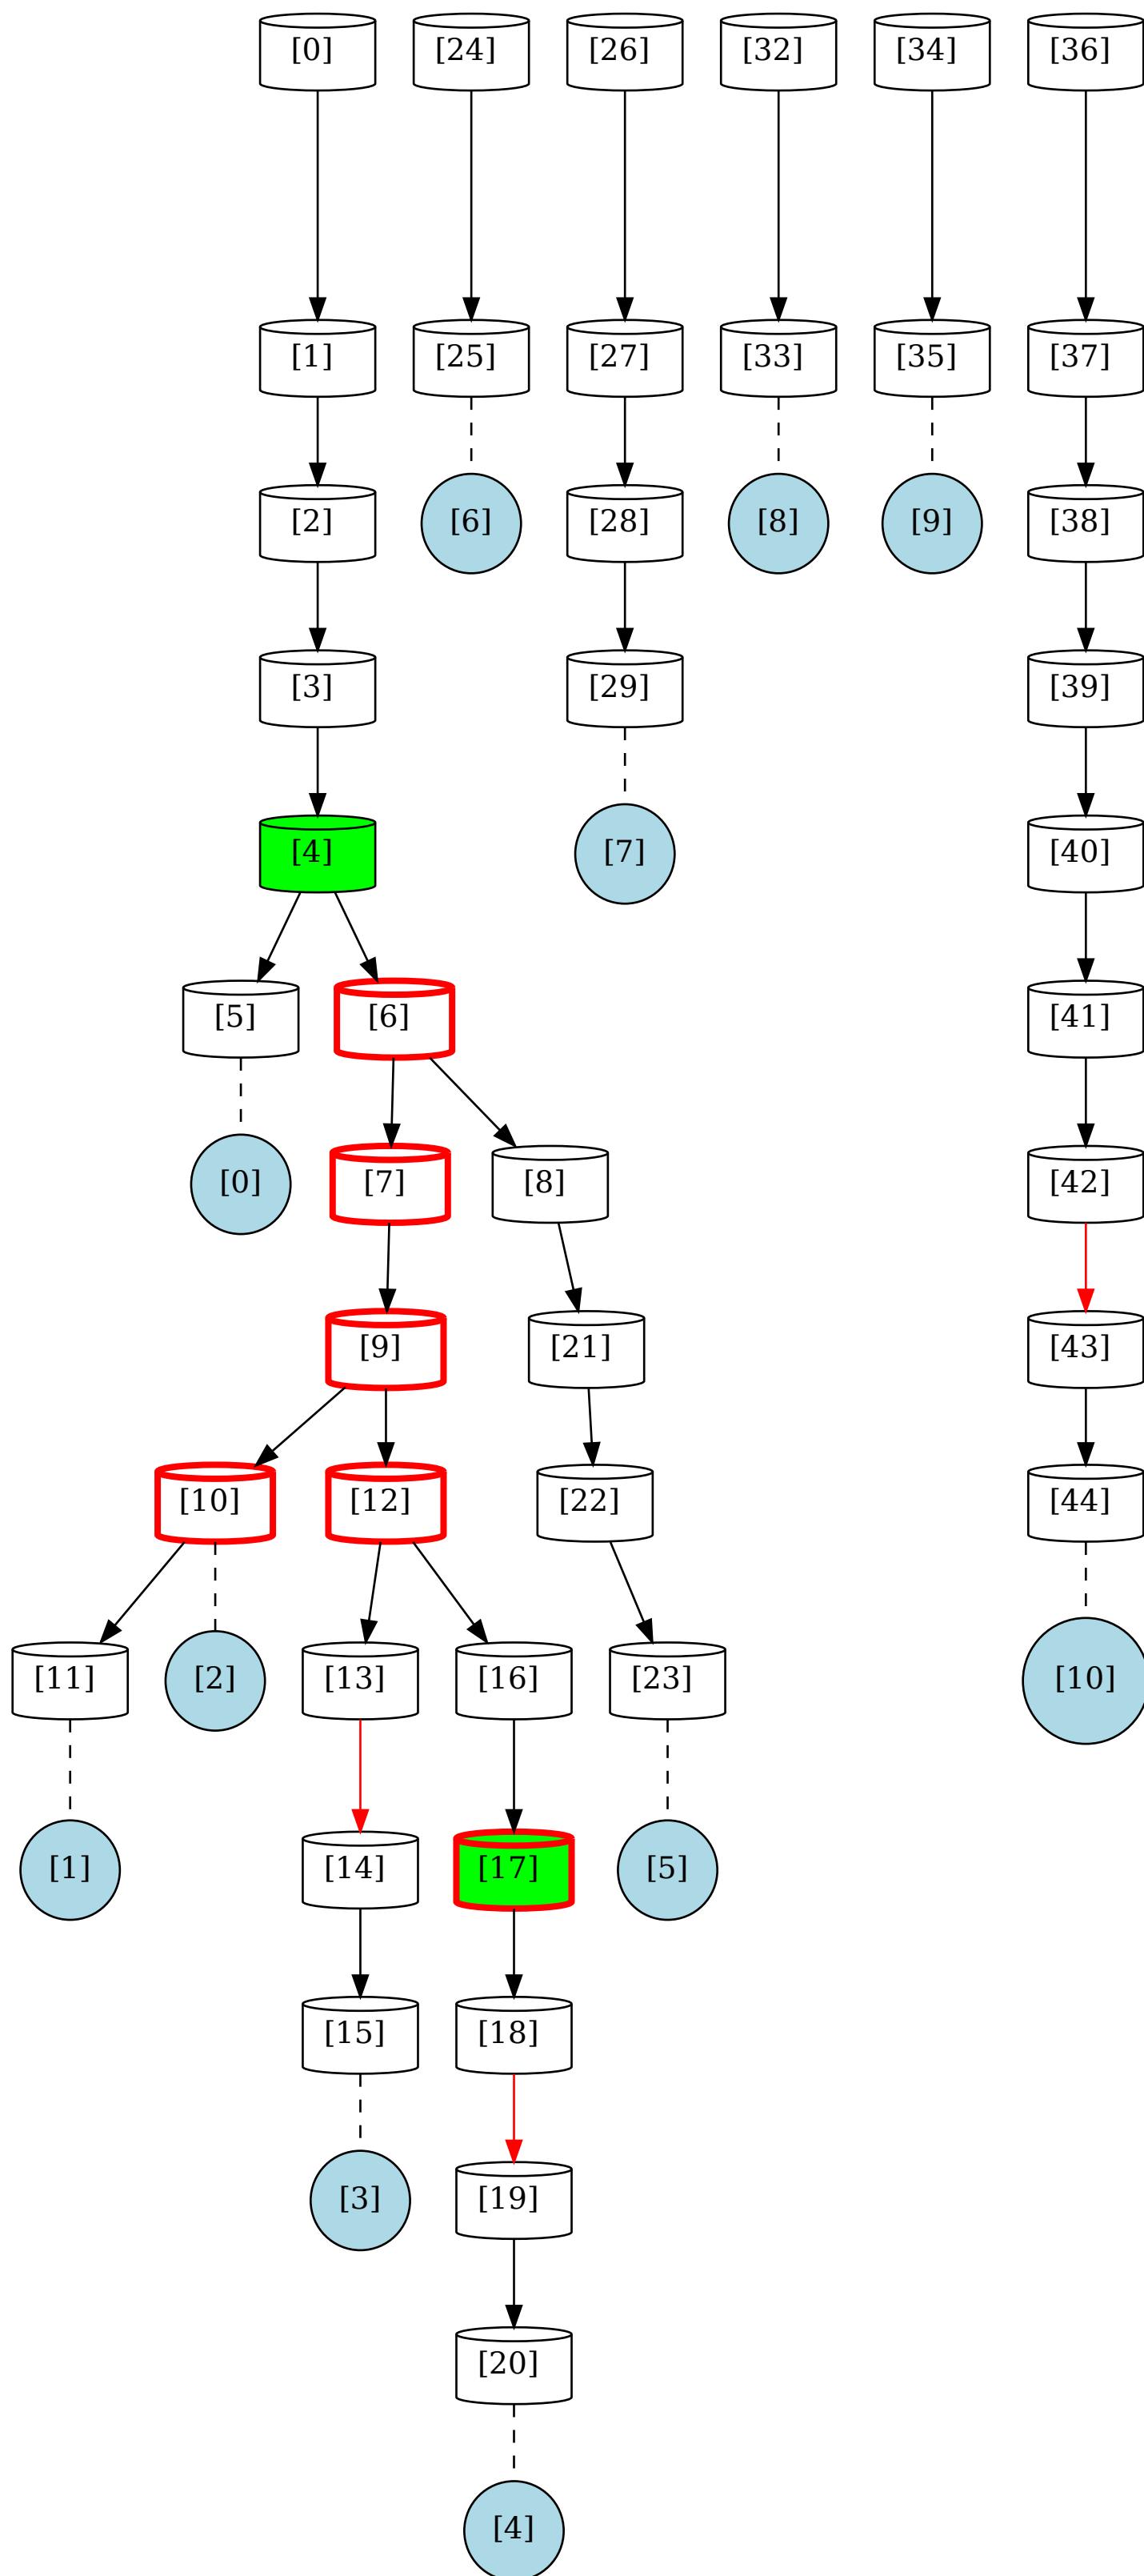 [0] [24] [26] [32] [34] [36]
[1] [25] [27] [33] [35] [37]
[2] [6] [28] [8] [9] [38]
[3] [29] [39]
[4] [7] [40]
[5] [6] [41]
[0] [7] [8] [42]
[9] [21] [43]
[10] [12] [22] [44]
[11] [2] [13] [16] [23] [10]
[1] [14] [17] [5]
[15] [18]
[3] [19]
[20]
[4]